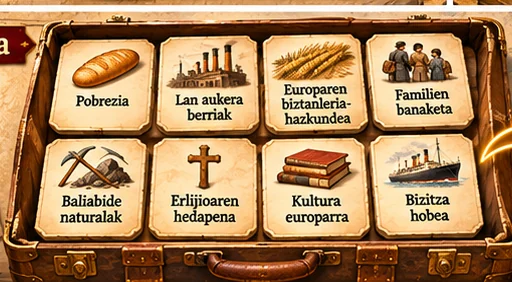 a
Pobrezia
Lan aukera
berriak
Europaren
biztanleria-
hazkundea
Familien
banaketa
Baliabide
naturalak
Erlijioaren
hedapena
Kultura
europarra
Bizitza
hobea